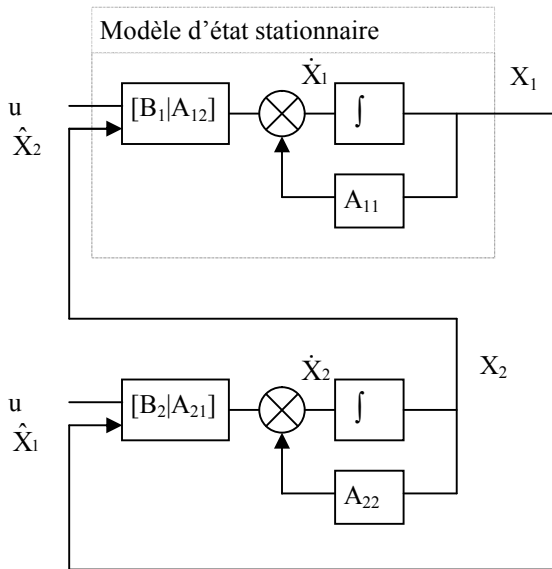 Modèle d'état stationnaire
Ẋ₁
X₁
u
[B₁|A₁₂]
∫
X̂₂
A₁₁
Ẋ₂
X₂
u
[B₂|A₂₁]
∫
X̂₁
A₂₂